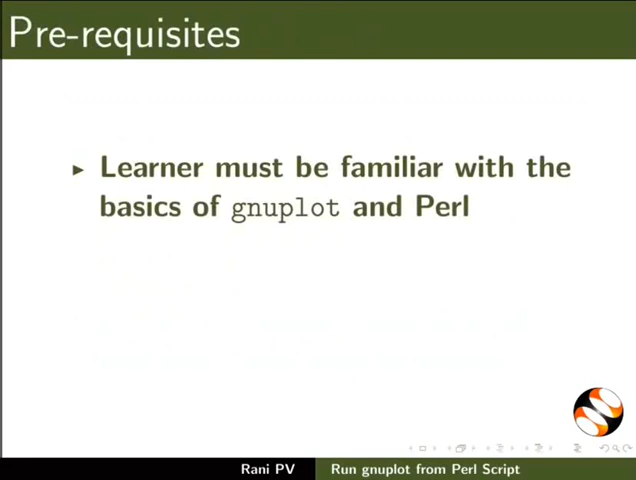 Pre-requisites
Learner must be familiar with the
basics of gnuplot and Perl
Rani PV
Run gnuplot from Perl Script